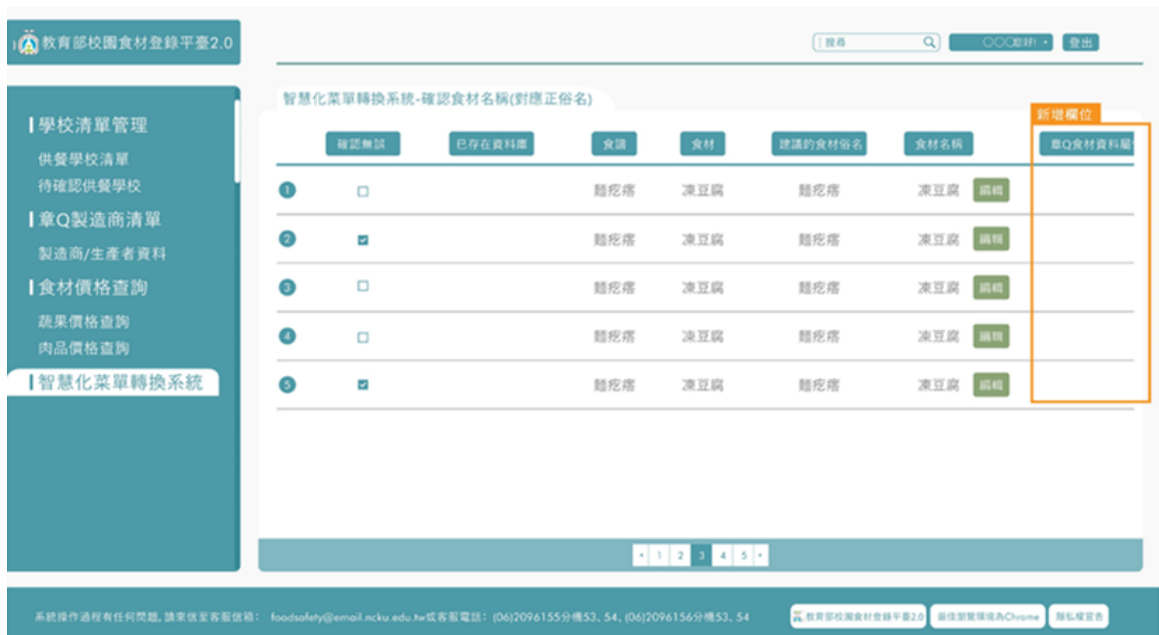 教育部校園食材登錄平臺2.0
搜尋
○○○您好!
登出
學校清單管理
供餐學校清單
待確認供餐學校
章Q製造商清單
製造商/生產者資料
食材價格查詢
蔬果價格查詢
肉品價格查詢
智慧化菜單轉換系統
智慧化菜單轉換系統-確認食材名稱(對應正俗名)
新增欄位
確認無誤 已存在資料庫 食譜 食材 建議的食材俗名 食材名稱 章Q食材資料屬
1 麵疙瘩 凍豆腐 麵疙瘩 凍豆腐 編輯
2 麵疙瘩 凍豆腐 麵疙瘩 凍豆腐 編輯
3 麵疙瘩 凍豆腐 麵疙瘩 凍豆腐 編輯
4 麵疙瘩 凍豆腐 麵疙瘩 凍豆腐 編輯
5 麵疙瘩 凍豆腐 麵疙瘩 凍豆腐 編輯
1 2 3 4 5
系統操作過程有任何問題,請來信至客服信箱: foodsafety@email.ncku.edu.tw或客服電話: (06)2096155分機53、54, (06)2096156分機53、54
教育部校園食材登錄平臺2.0
最佳瀏覽環境為Chrome
隱私權宣告